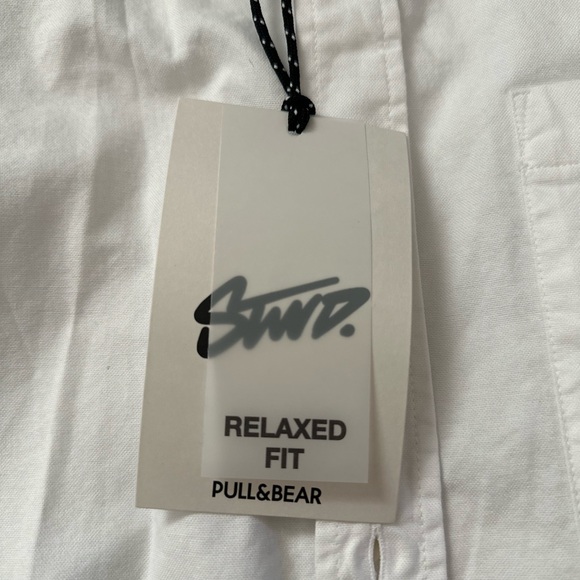 STWD.
RELAXED
FIT
PULL&BEAR